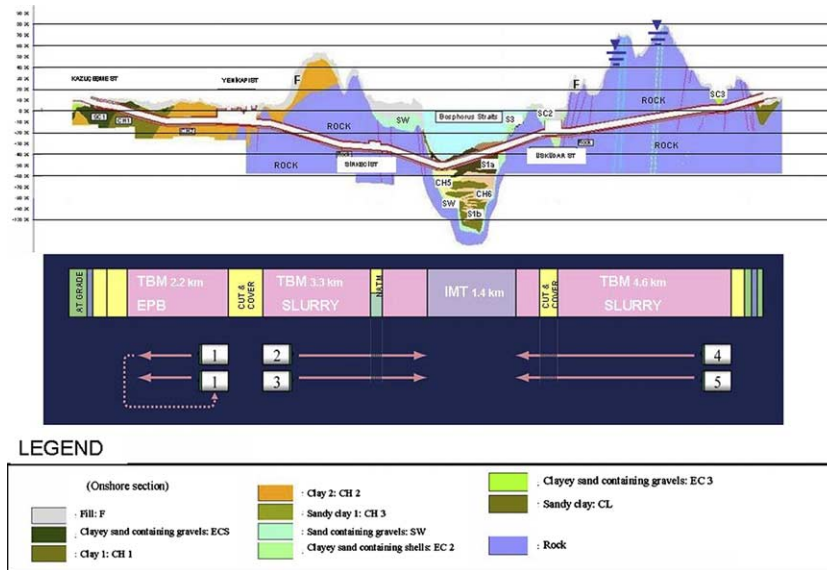 KAZLIÇEŞME ST
YENİKAPI ST
F
SC1
CH1
ROCK
ROCK
SİRKECİ ST
SW
Bosphorus Straits
S3
SC2
S1a
CH5
CH6
SW
S1b
ÜSKÜDAR ST
F
ROCK
ROCK
SC3
AT GRADE
TBM 2.2 km
EPB
CUT &
COVER
TBM 3.3 km
SLURRY
NATM
IMT 1.4 km
CUT &
COVER
TBM 4.6 km
SLURRY
1
2
4
1
3
5
LEGEND
(Onshore section)
: Fill: F
Clayey sand containing gravels: ECS
: Clay 1: CH 1
: Clay 2: CH 2
: Sandy clay 1: CH 3
: Sand containing gravels: SW
: Clayey sand containing shells: EC 2
: Clayey sand containing gravels: EC 3
: Sandy clay: CL
: Rock